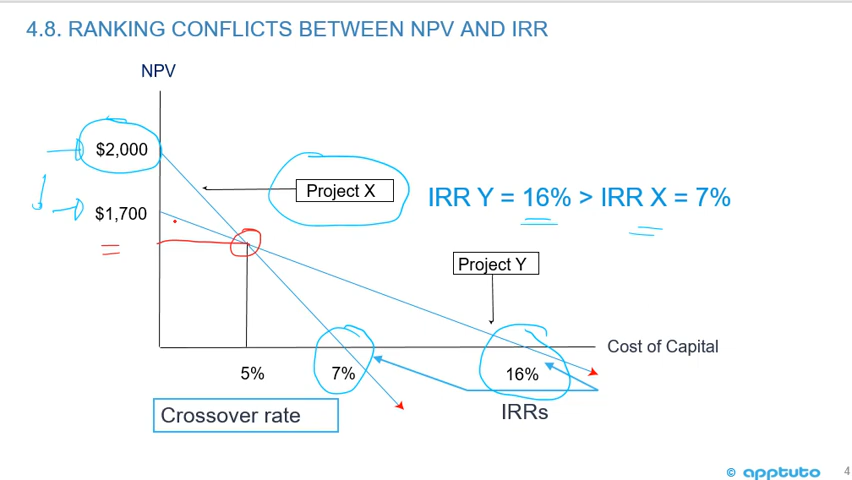 4.8. RANKING CONFLICTS BETWEEN NPV AND IRR
NPV
$2,000
Project X
IRR Y = 16% > IRR X = 7%
$1,700
Project Y
Cost of Capital
5%
7%
16%
Crossover rate
IRRs
© apptuto
4